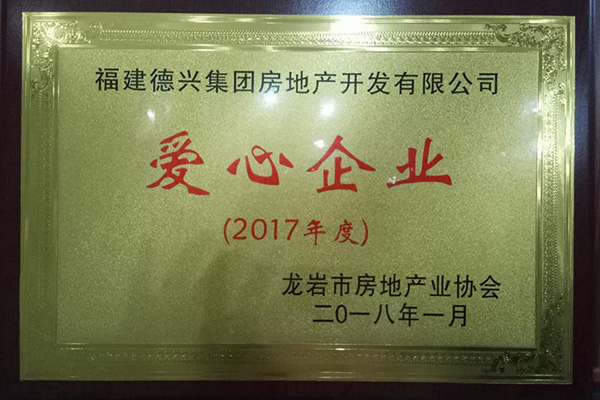 福建德兴集团房地产开发有限公司
爱心企业
(2017年度)
龙岩市房地产业协会
二0一八年一月